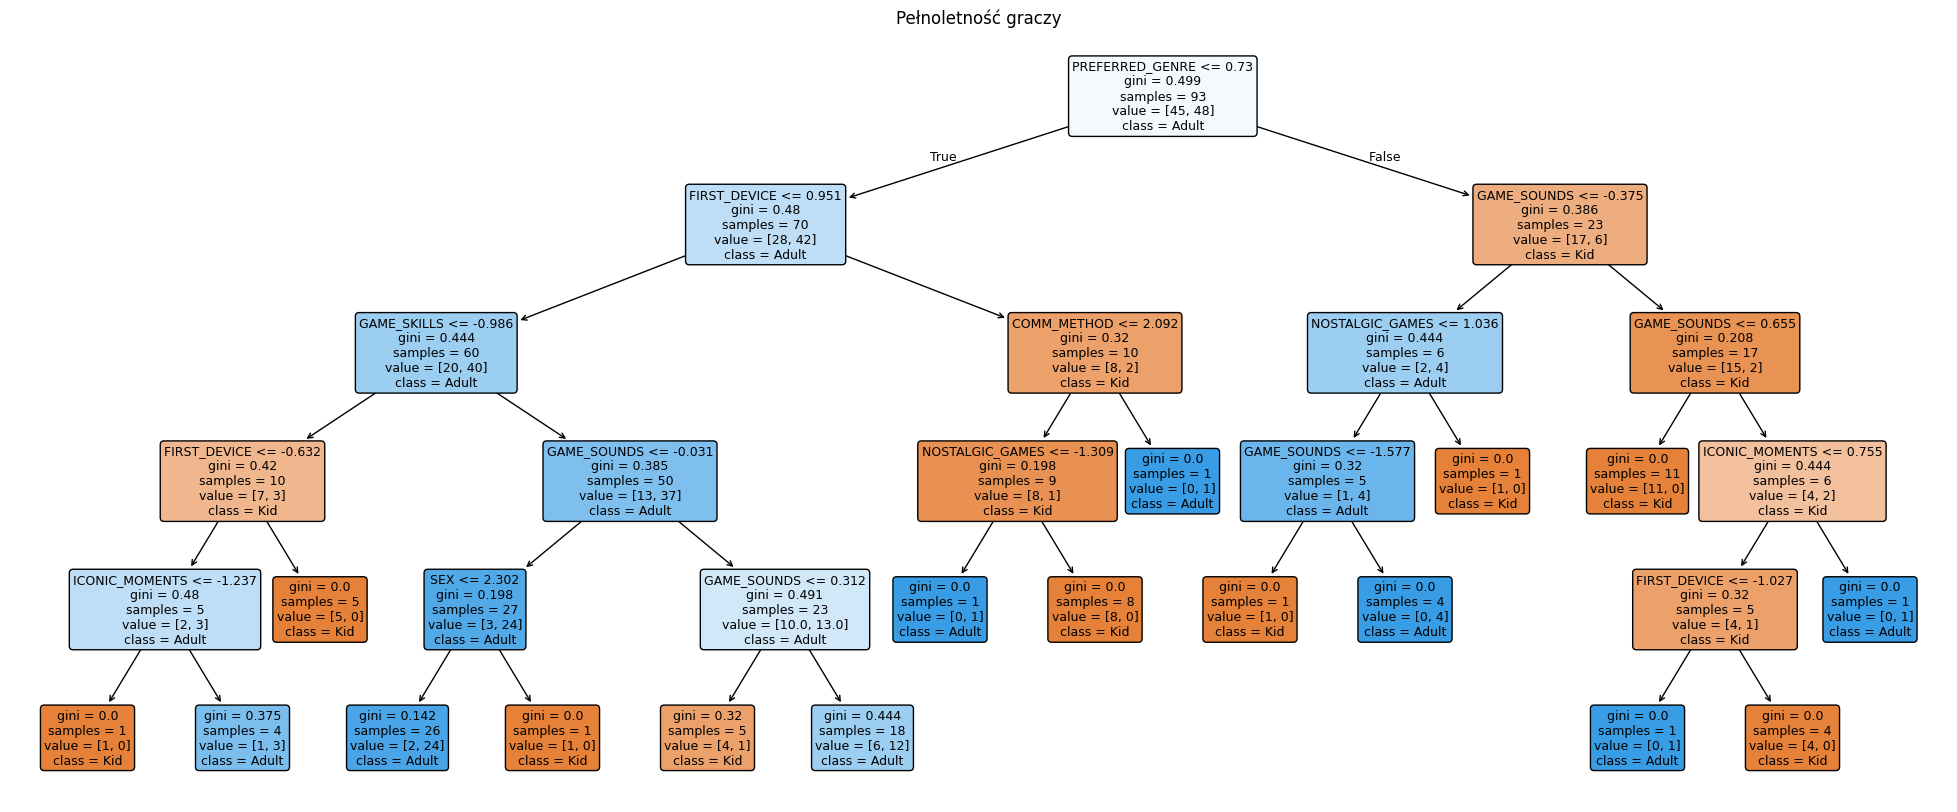 Pełnoletność graczy
PREFERRED_GENRE <= 0.73
gini = 0.499
samples = 93
value = [45, 48]
class = Adult
True
False
FIRST_DEVICE <= 0.951
gini = 0.48
samples = 70
value = [28, 42]
class = Adult
GAME_SOUNDS <= -0.375
gini = 0.386
samples = 23
value = [17, 6]
class = Kid
GAME_SKILLS <= -0.986
gini = 0.444
samples = 60
value = [20, 40]
class = Adult
COMM_METHOD <= 2.092
gini = 0.32
samples = 10
value = [8, 2]
class = Kid
NOSTALGIC_GAMES <= 1.036
gini = 0.444
samples = 6
value = [2, 4]
class = Adult
GAME_SOUNDS <= 0.655
gini = 0.208
samples = 17
value = [15, 2]
class = Kid
FIRST_DEVICE <= -0.632
gini = 0.42
samples = 10
value = [7, 3]
class = Kid
GAME_SOUNDS <= -0.031
gini = 0.385
samples = 50
value = [13, 37]
class = Adult
NOSTALGIC_GAMES <= -1.309
gini = 0.198
samples = 9
value = [8, 1]
class = Kid
gini = 0.0
samples = 1
value = [0, 1]
class = Adult
GAME_SOUNDS <= -1.577
gini = 0.32
samples = 5
value = [1, 4]
class = Adult
gini = 0.0
samples = 1
value = [1, 0]
class = Kid
gini = 0.0
samples = 11
value = [11, 0]
class = Kid
ICONIC_MOMENTS <= 0.755
gini = 0.444
samples = 6
value = [4, 2]
class = Kid
ICONIC_MOMENTS <= -1.237
gini = 0.48
samples = 5
value = [2, 3]
class = Adult
gini = 0.0
samples = 5
value = [5, 0]
class = Kid
SEX <= 2.302
gini = 0.198
samples = 27
value = [3, 24]
class = Adult
GAME_SOUNDS <= 0.312
gini = 0.491
samples = 23
value = [10.0, 13.0]
class = Adult
gini = 0.0
samples = 1
value = [0, 1]
class = Adult
gini = 0.0
samples = 8
value = [8, 0]
class = Kid
gini = 0.0
samples = 1
value = [1, 0]
class = Kid
gini = 0.0
samples = 4
value = [0, 4]
class = Adult
FIRST_DEVICE <= -1.027
gini = 0.32
samples = 5
value = [4, 1]
class = Kid
gini = 0.0
samples = 1
value = [0, 1]
class = Adult
gini = 0.0
samples = 1
value = [1, 0]
class = Kid
gini = 0.375
samples = 4
value = [1, 3]
class = Adult
gini = 0.142
samples = 26
value = [2, 24]
class = Adult
gini = 0.0
samples = 1
value = [1, 0]
class = Kid
gini = 0.32
samples = 5
value = [4, 1]
class = Kid
gini = 0.444
samples = 18
value = [6, 12]
class = Adult
gini = 0.0
samples = 1
value = [0, 1]
class = Adult
gini = 0.0
samples = 4
value = [4, 0]
class = Kid